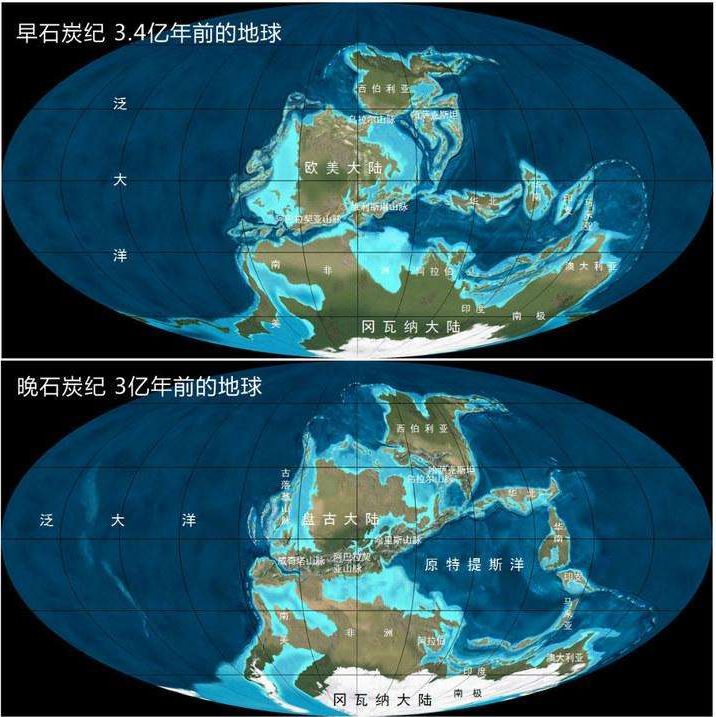 早石炭纪 3.4亿年前的地球
西伯利亚
乌拉尔山脉
哈萨克斯坦
泛大洋
欧美大陆
华北
华南
印支
马来亚
阿巴拉契亚山脉
南美
非洲
阿拉伯
澳大利亚
印度
南极
冈瓦纳大陆
晚石炭纪 3亿年前的地球
西伯利亚
哈萨克斯坦
乌拉尔山脉
古落基山脉
华北
泛大洋
盘古大陆
华南
塔里斯山脉
威奇塔山脉
阿巴拉契亚山脉
原特提斯洋
印支
马来亚
南美
非洲
阿拉伯
澳大利亚
印度
南极
冈瓦纳大陆